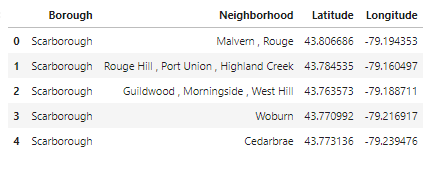 Borough Neighborhood Latitude Longitude
0 Scarborough Malvern , Rouge 43.806686 -79.194353
1 Scarborough Rouge Hill , Port Union , Highland Creek 43.784535 -79.160497
2 Scarborough Guildwood , Morningside , West Hill 43.763573 -79.188711
3 Scarborough Woburn 43.770992 -79.216917
4 Scarborough Cedarbrae 43.773136 -79.239476